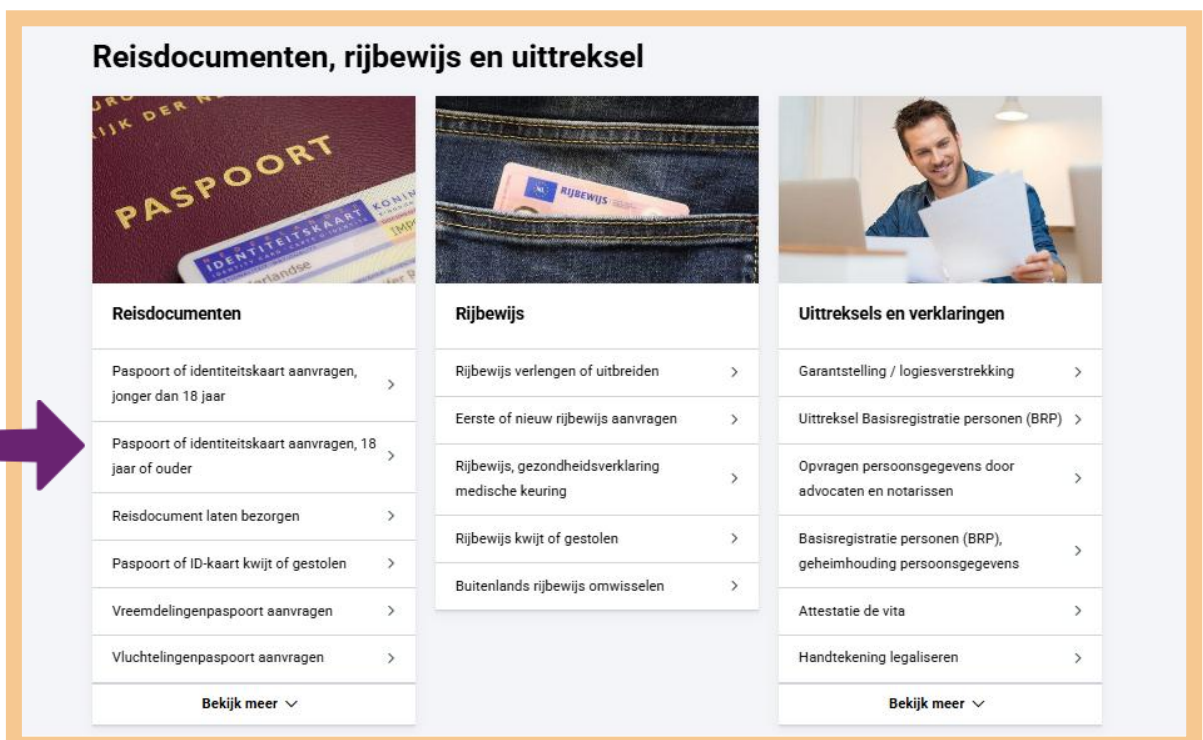 Reisdocumenten, rijbewijs en uittreksel
IJK DER
PASPOORT
IDENTITEITSKAART
RIJBEWIJS
Reisdocumenten
Paspoort of identiteitskaart aanvragen,
jonger dan 18 jaar
Paspoort of identiteitskaart aanvragen, 18
jaar of ouder
Reisdocument laten bezorgen
Paspoort of ID-kaart kwijt of gestolen
Vreemdelingenpaspoort aanvragen
Vluchtelingenpaspoort aanvragen
Bekijk meer
Rijbewijs
Rijbewijs verlengen of uitbreiden
Eerste of nieuw rijbewijs aanvragen
Rijbewijs, gezondheidsverklaring
medische keuring
Rijbewijs kwijt of gestolen
Buitenlands rijbewijs omwisselen
Uittreksels en verklaringen
Garantstelling / logiesverstrekking
Uittreksel Basisregistratie personen (BRP)
Opvragen persoonsgegevens door
advocaten en notarissen
Basisregistratie personen (BRP),
geheimhouding persoonsgegevens
Attestatie de vita
Handtekening legaliseren
Bekijk meer